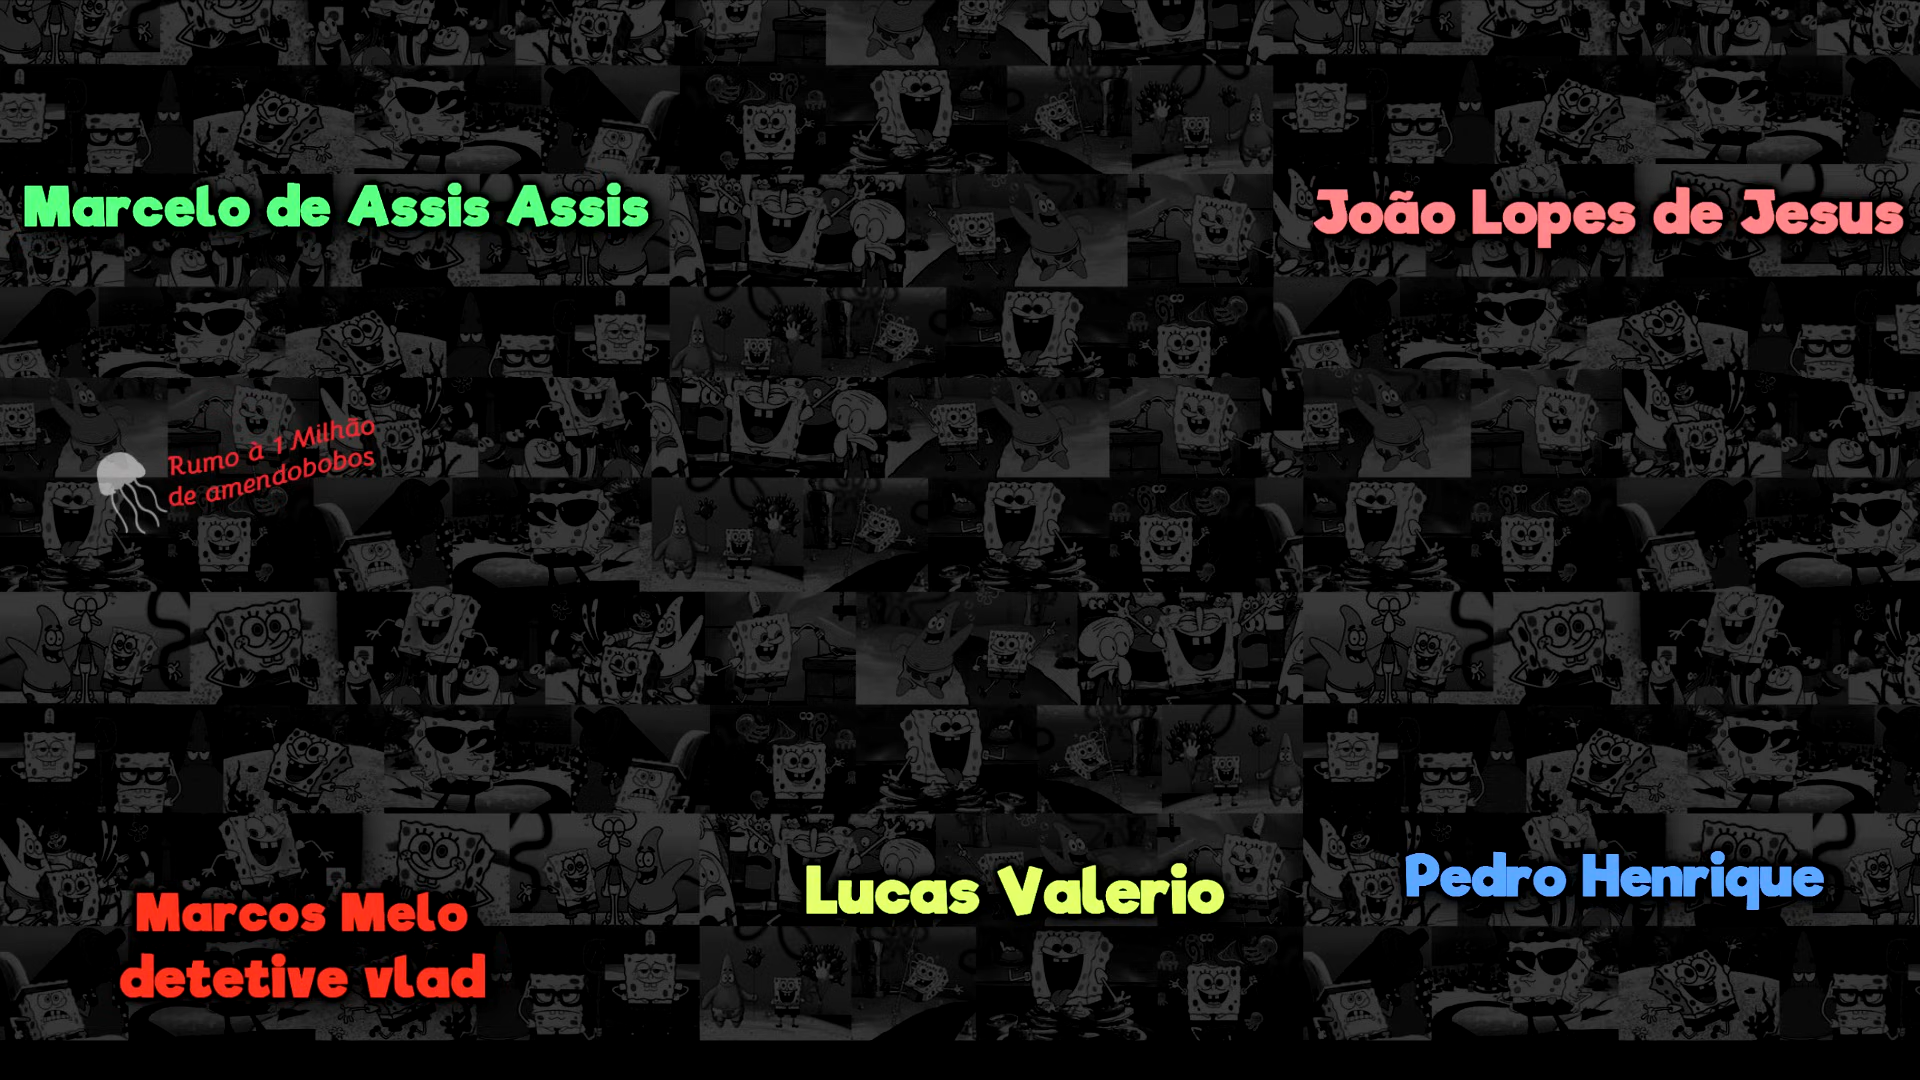 Marcelo de Assis Assis
João Lopes de Jesus
Rumo à 1 Milhão
de amendobobos
Marcos Melo
detetive vlad
Lucas Valerio
Pedro Henrique